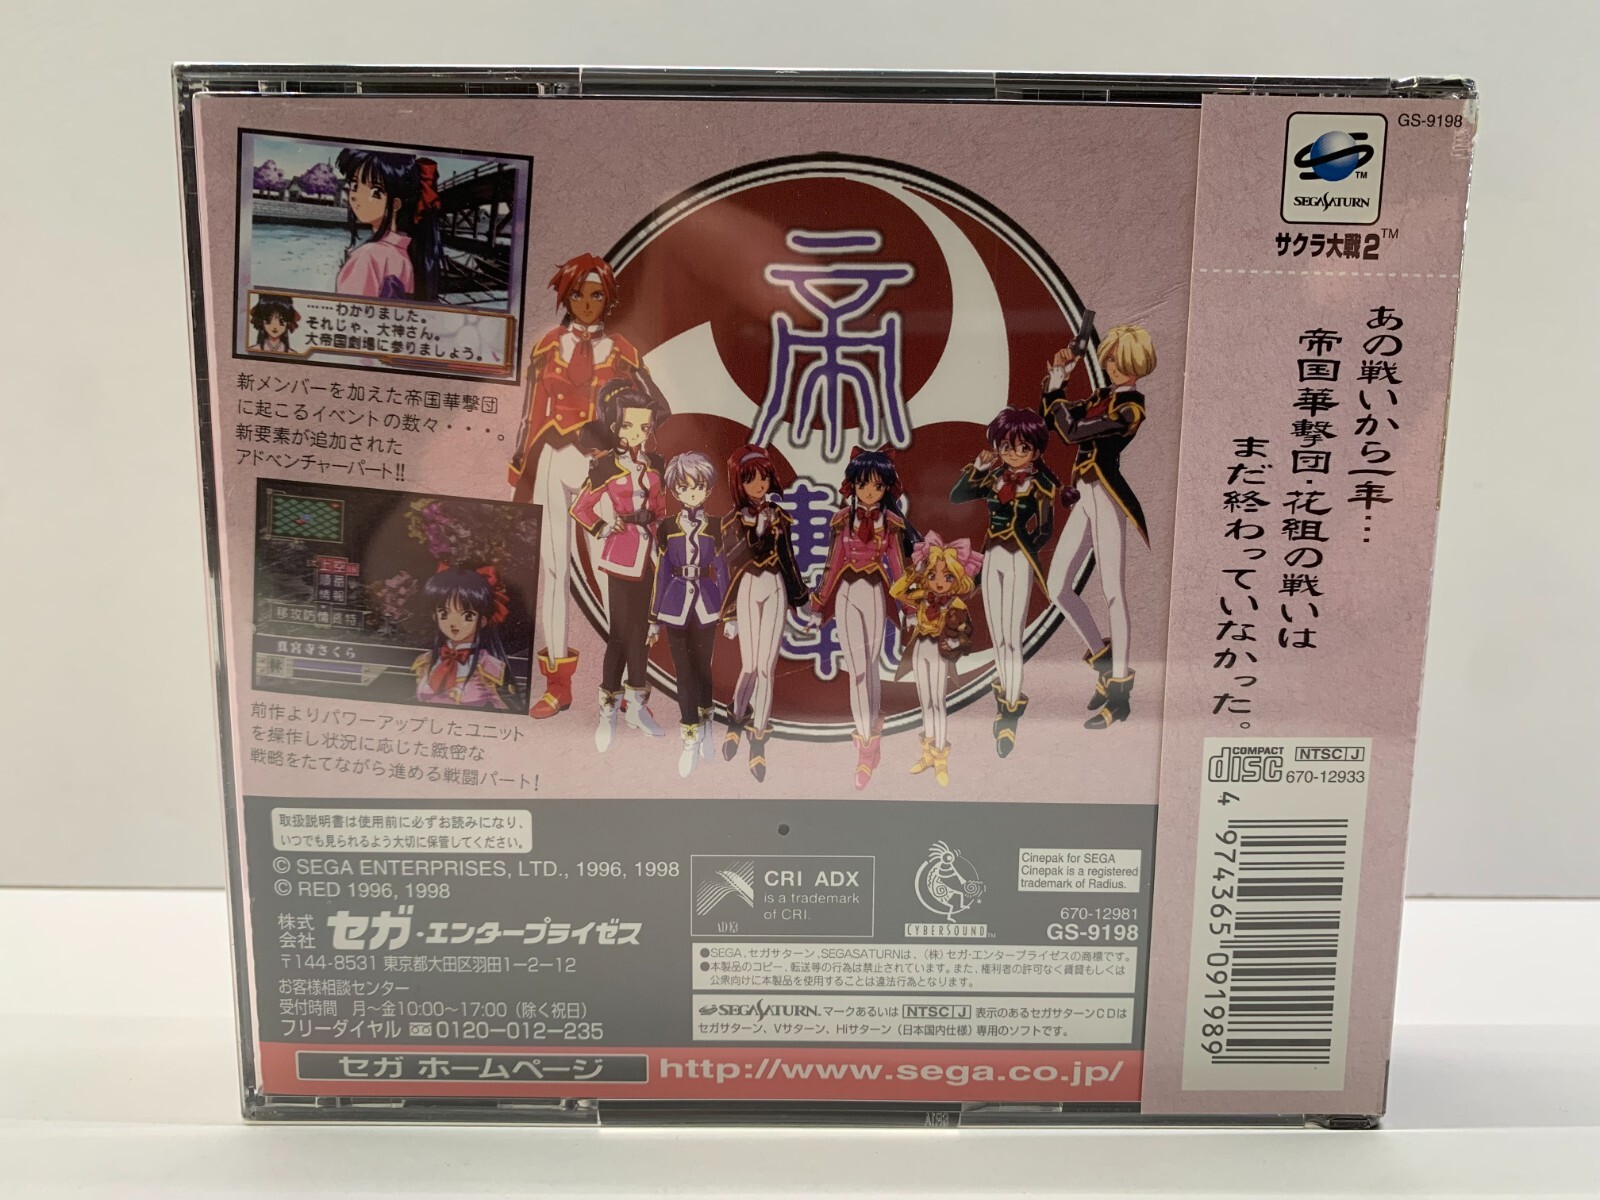 ……わかりました。
それじゃ、大神さん。
大帝国劇場に参りましょう。
新メンバーを加えた帝国華撃団
に起こるイベントの数々・・・。
新要素が追加された
アドベンチャーパート!!
上空
順番
情報
移攻防情員特
真宮寺さくら
前作よりパワーアップしたユニット
を操作し状況に応じた緻密な
戦略をたてながら進める戦闘パート!
帝
撃
取扱説明書は使用前に必ずお読みになり、
いつでも見られるよう大切に保管してください。
© SEGA ENTERPRISES, LTD., 1996, 1998
© RED 1996, 1998
株式会社 セガ・エンタープライゼス
〒144-8531 東京都大田区羽田1-2-12
お客様相談センター
受付時間 月〜金10:00〜17:00(除く祝日)
フリーダイヤル 0120-012-235
CRI ADX
is a trademark
of CRI.
CYBERSOUND™
Cinepak for SEGA
Cinepak is a registered
trademark of Radius.
670-12981
GS-9198
●SEGA、セガサターン、SEGASATURNは、(株)セガ・エンタープライゼスの商標です。
●本製品のコピー、転送等の行為は禁止されています。また、権利者の許可なく賃貸もしくは
公衆向けに本製品を使用することは違法行為となります。
SEGASATURN. マークあるいは NTSC J 表示のあるセガサターンCDは
セガサターン、Vサターン、Hiサターン(日本国内仕様)専用のソフトです。
セガ ホームページ http://www.sega.co.jp/
GS-9198
TM
SEGASATURN
サクラ大戦2™
あの戦いから一年…
帝国華撃団・花組の戦いは
まだ終わっていなかった。
COMPACT disc
NTSC J
670-12933
4 974365 091989